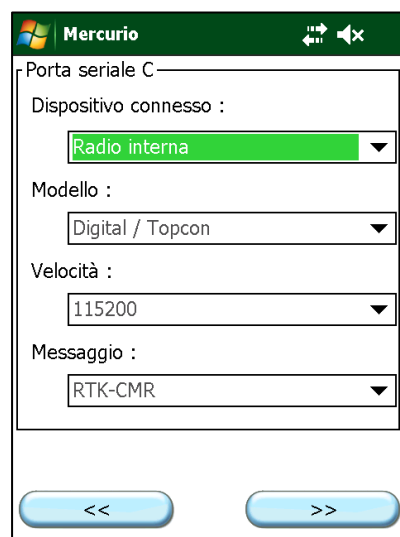 Mercurio
Porta seriale C
Dispositivo connesso :
Radio interna
Modello :
Digital / Topcon
Velocità :
115200
Messaggio :
RTK-CMR
<< >>